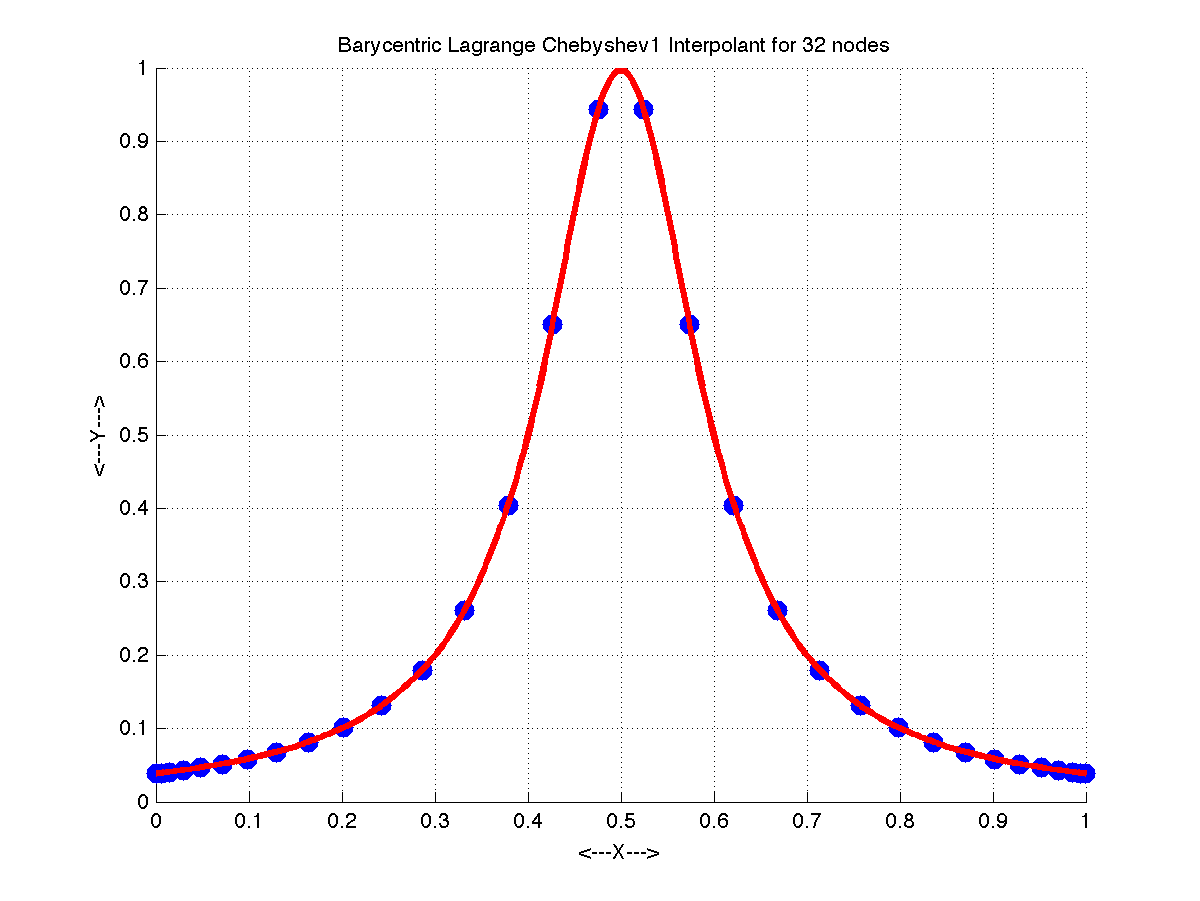 Barycentric Lagrange Chebyshev1 Interpolant for 32 nodes
1
0.9
0.8
0.7
0.6
0.5
0.4
0.3
0.2
0.1
0
<---Y--->
0 0.1 0.2 0.3 0.4 0.5 0.6 0.7 0.8 0.9 1
<---X--->